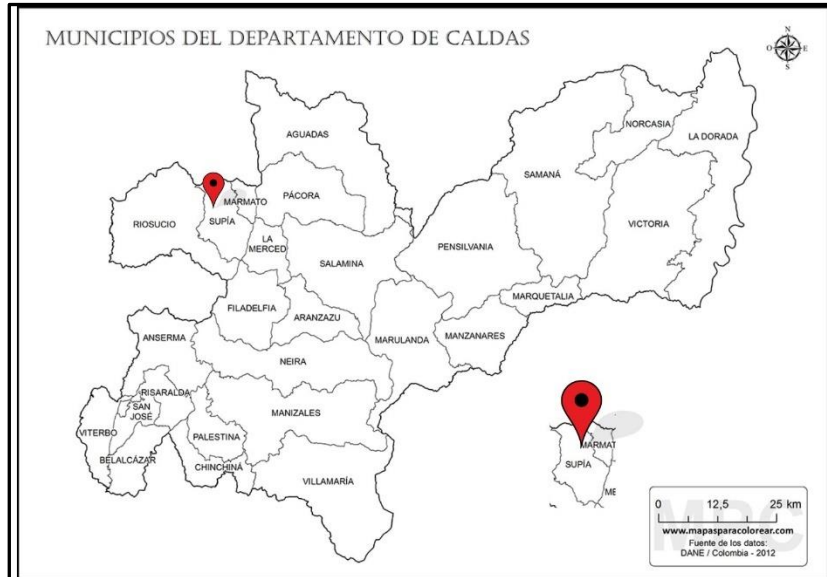 MUNICIPIOS DEL DEPARTAMENTO DE CALDAS
N
O
E
S
AGUADAS
NORCASIA
LA DORADA
SAMANÁ
MARMATO
PÁCORA
RIOSUCIO
SUPÍA
VICTORIA
LA
MERCED
PENSILVANIA
SALAMINA
MARQUETALIA
FILADELFIA
ARANZAZU
ANSERMA
MARULANDA
MANZANARES
NEIRA
RISARALDA
SAN
JOSÉ
MANIZALES
VITERBO
PALESTINA
BELALCÁZAR
CHINCHINÁ
VILLAMARÍA
MARMAT
SUPÍA
ME
MPC
0 12,5 25 km
www.mapasparacolorear.com
Fuente de los datos:
DANE / Colombia - 2012